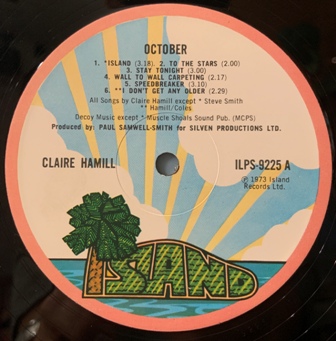 OCTOBER
1. *ISLAND (3.18). 2. TO THE STARS (2.00)
3. STAY TONIGHT (3.00)
4. WALL TO WALL CARPETING (2.17)
5. SPEEDBREAKER (3.10)
6. **I DON'T GET ANY OLDER (2.29)
All Songs by Claire Hamill except * Steve Smith
** Hamill/Coles.
Decoy Music except * Muscle Shoals Sound Pub. (MCPS)
Produced by: PAUL SAMWELL-SMITH for SILVEN PRODUCTIONS LTD.
CLAIRE HAMILL
ILPS-9225 A
℗ 1973 Island
Records Ltd.
ISLAND